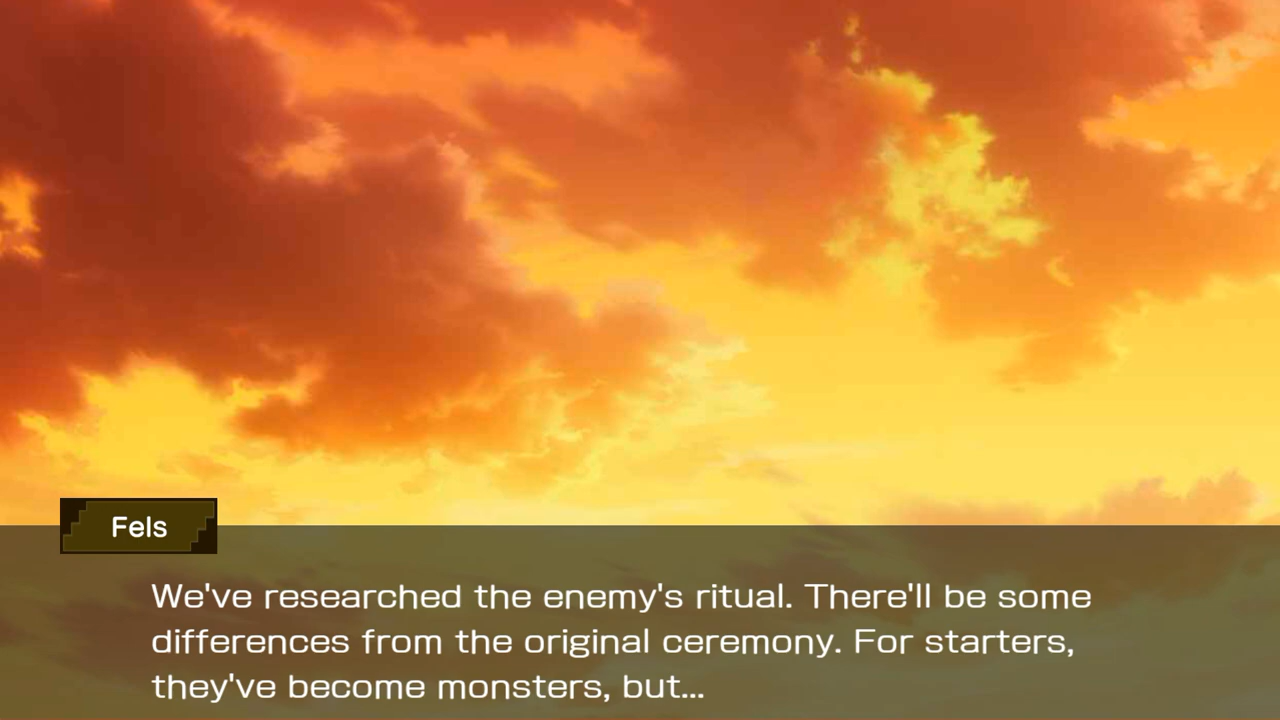 Fels
We've researched the enemy's ritual. There'll be some
differences from the original ceremony. For starters,
they've become monsters, but...